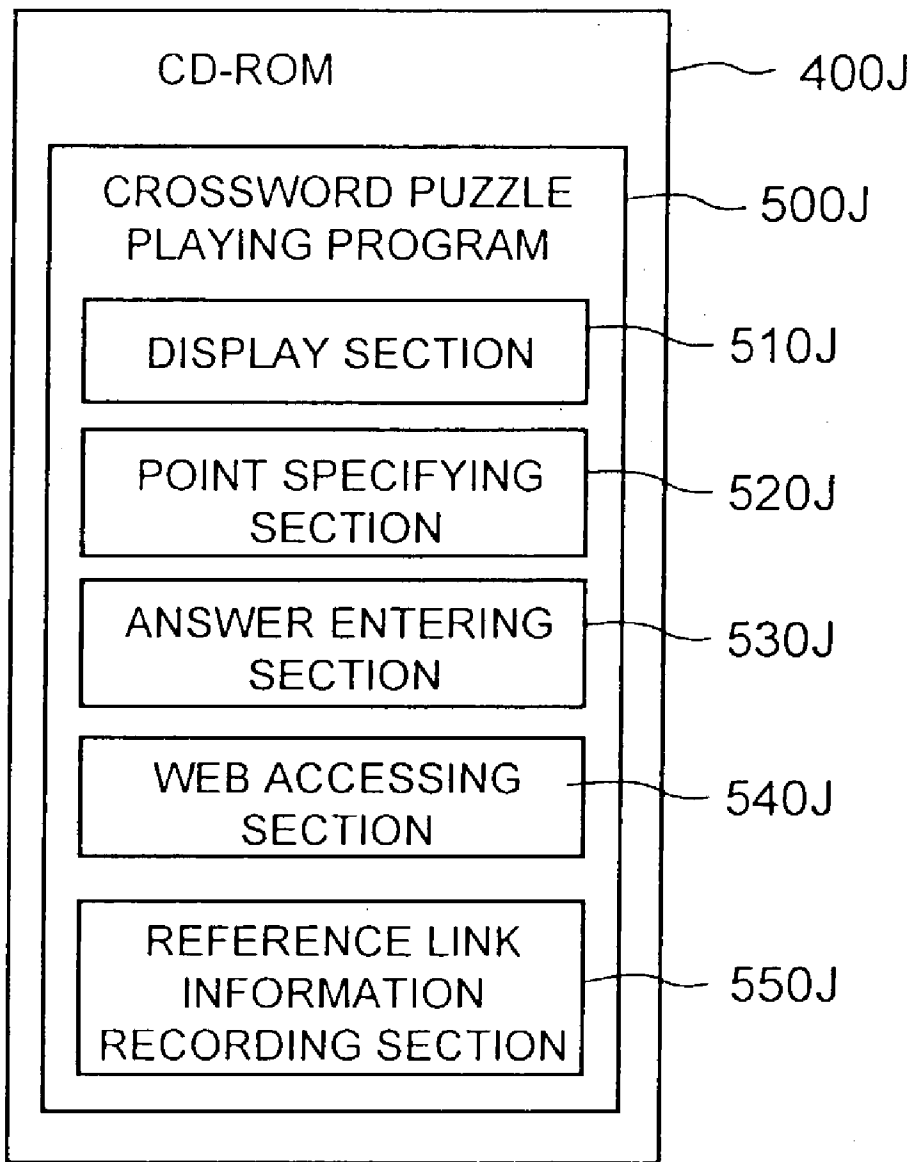 CD-ROM
400J
CROSSWORD PUZZLE
PLAYING PROGRAM
500J
DISPLAY SECTION
510J
POINT SPECIFYING
SECTION
520J
ANSWER ENTERING
SECTION
530J
WEB ACCESSING
SECTION
540J
REFERENCE LINK
INFORMATION
RECORDING SECTION
550J